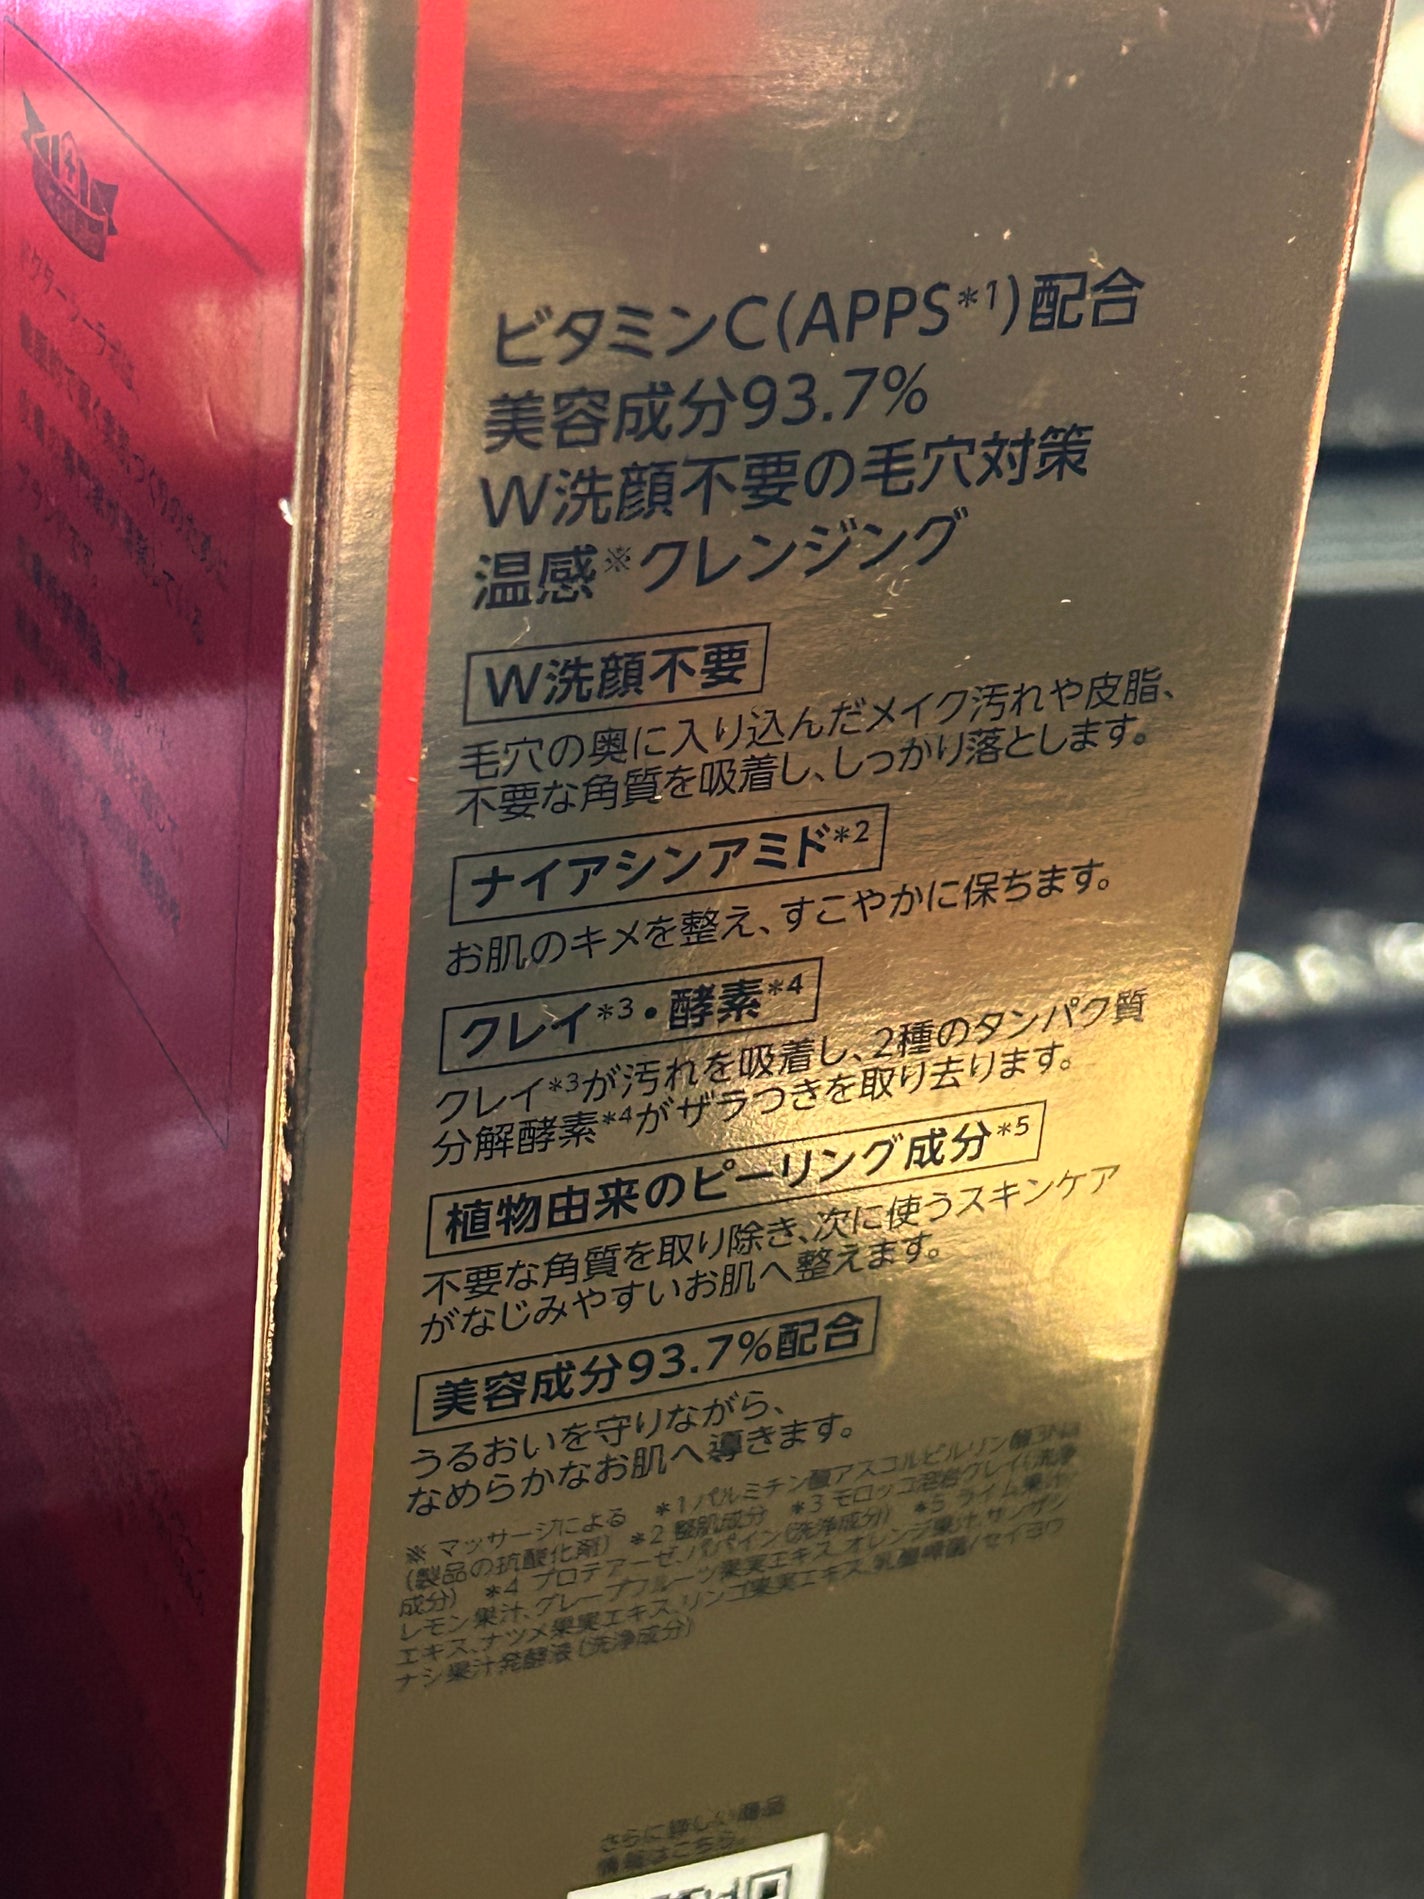 ビタミンC(APPS*1)配合
美容成分93.7%
W洗顔不要の毛穴対策
温感※クレンジング
W洗顔不要
毛穴の奥に入り込んだメイク汚れや皮脂、
不要な角質を吸着し、しっかり落とします。
ナイアシンアミド*2
お肌のキメを整え、すこやかに保ちます。
クレイ*3・酵素*4
クレイ*3が汚れを吸着し、2種のタンパク質
分解酵素*4がザラつきを取り去ります。
植物由来のピーリング成分*5
不要な角質を取り除き、次に使うスキンケア
がなじみやすいお肌へ整えます。
美容成分93.7%配合
うるおいを守りながら、
なめらかなお肌へ導きます。
※ マッサージによる *1 パルミチン酸アスコルビルリン酸3Na
(製品の抗酸化剤) *2 整肌成分 *3 モロッコ溶岩クレイ(洗浄
成分) *4 プロテアーゼ、パパイン(洗浄成分) *5 ライム果汁、
レモン果汁、グレープフルーツ果実エキス、オレンジ果汁、サンザシ
エキス、ナツメ果実エキス、リンゴ果実エキス、乳酸桿菌/セイヨウ
ナシ果汁発酵液(洗浄成分)
さらに詳しい商品
情報はこちら